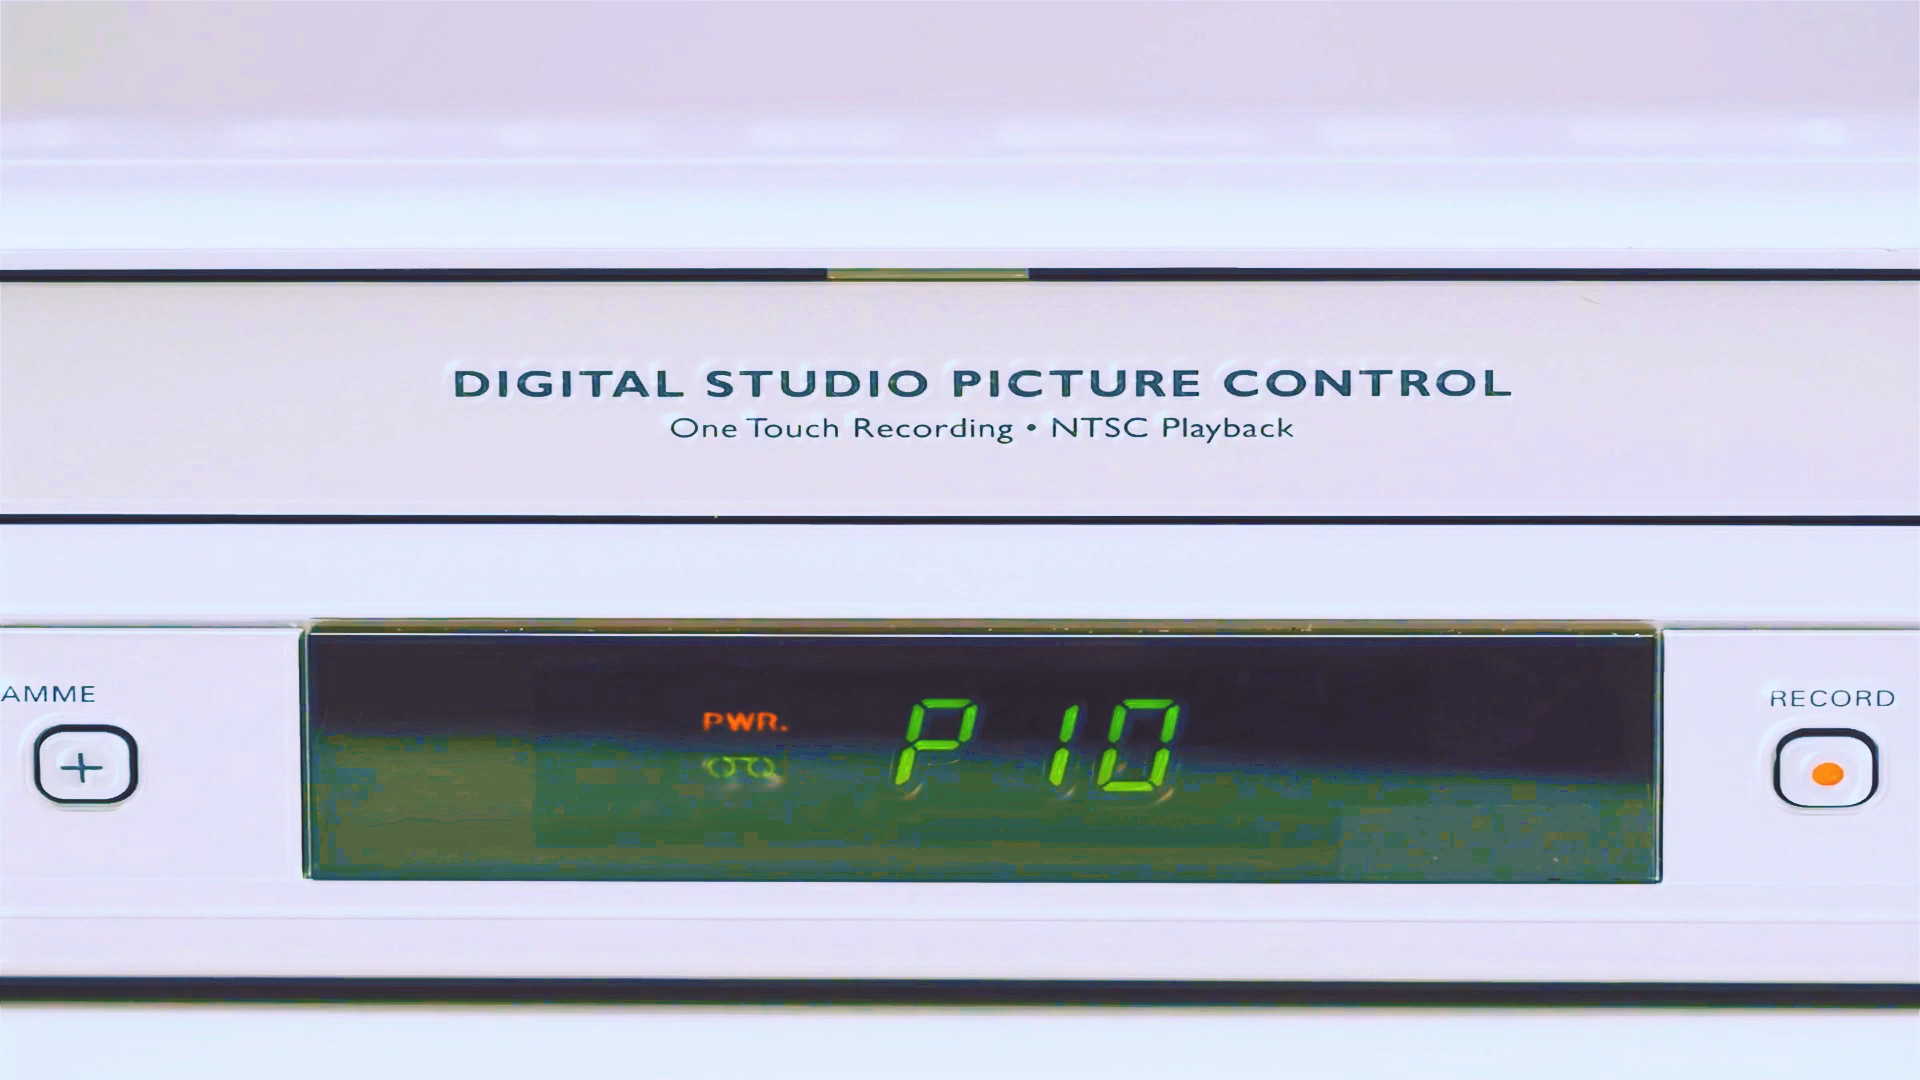 DIGITAL STUDIO PICTURE CONTROL
One Touch Recording • NTSC Playback
AMME
+
PWR.
P 10
RECORD